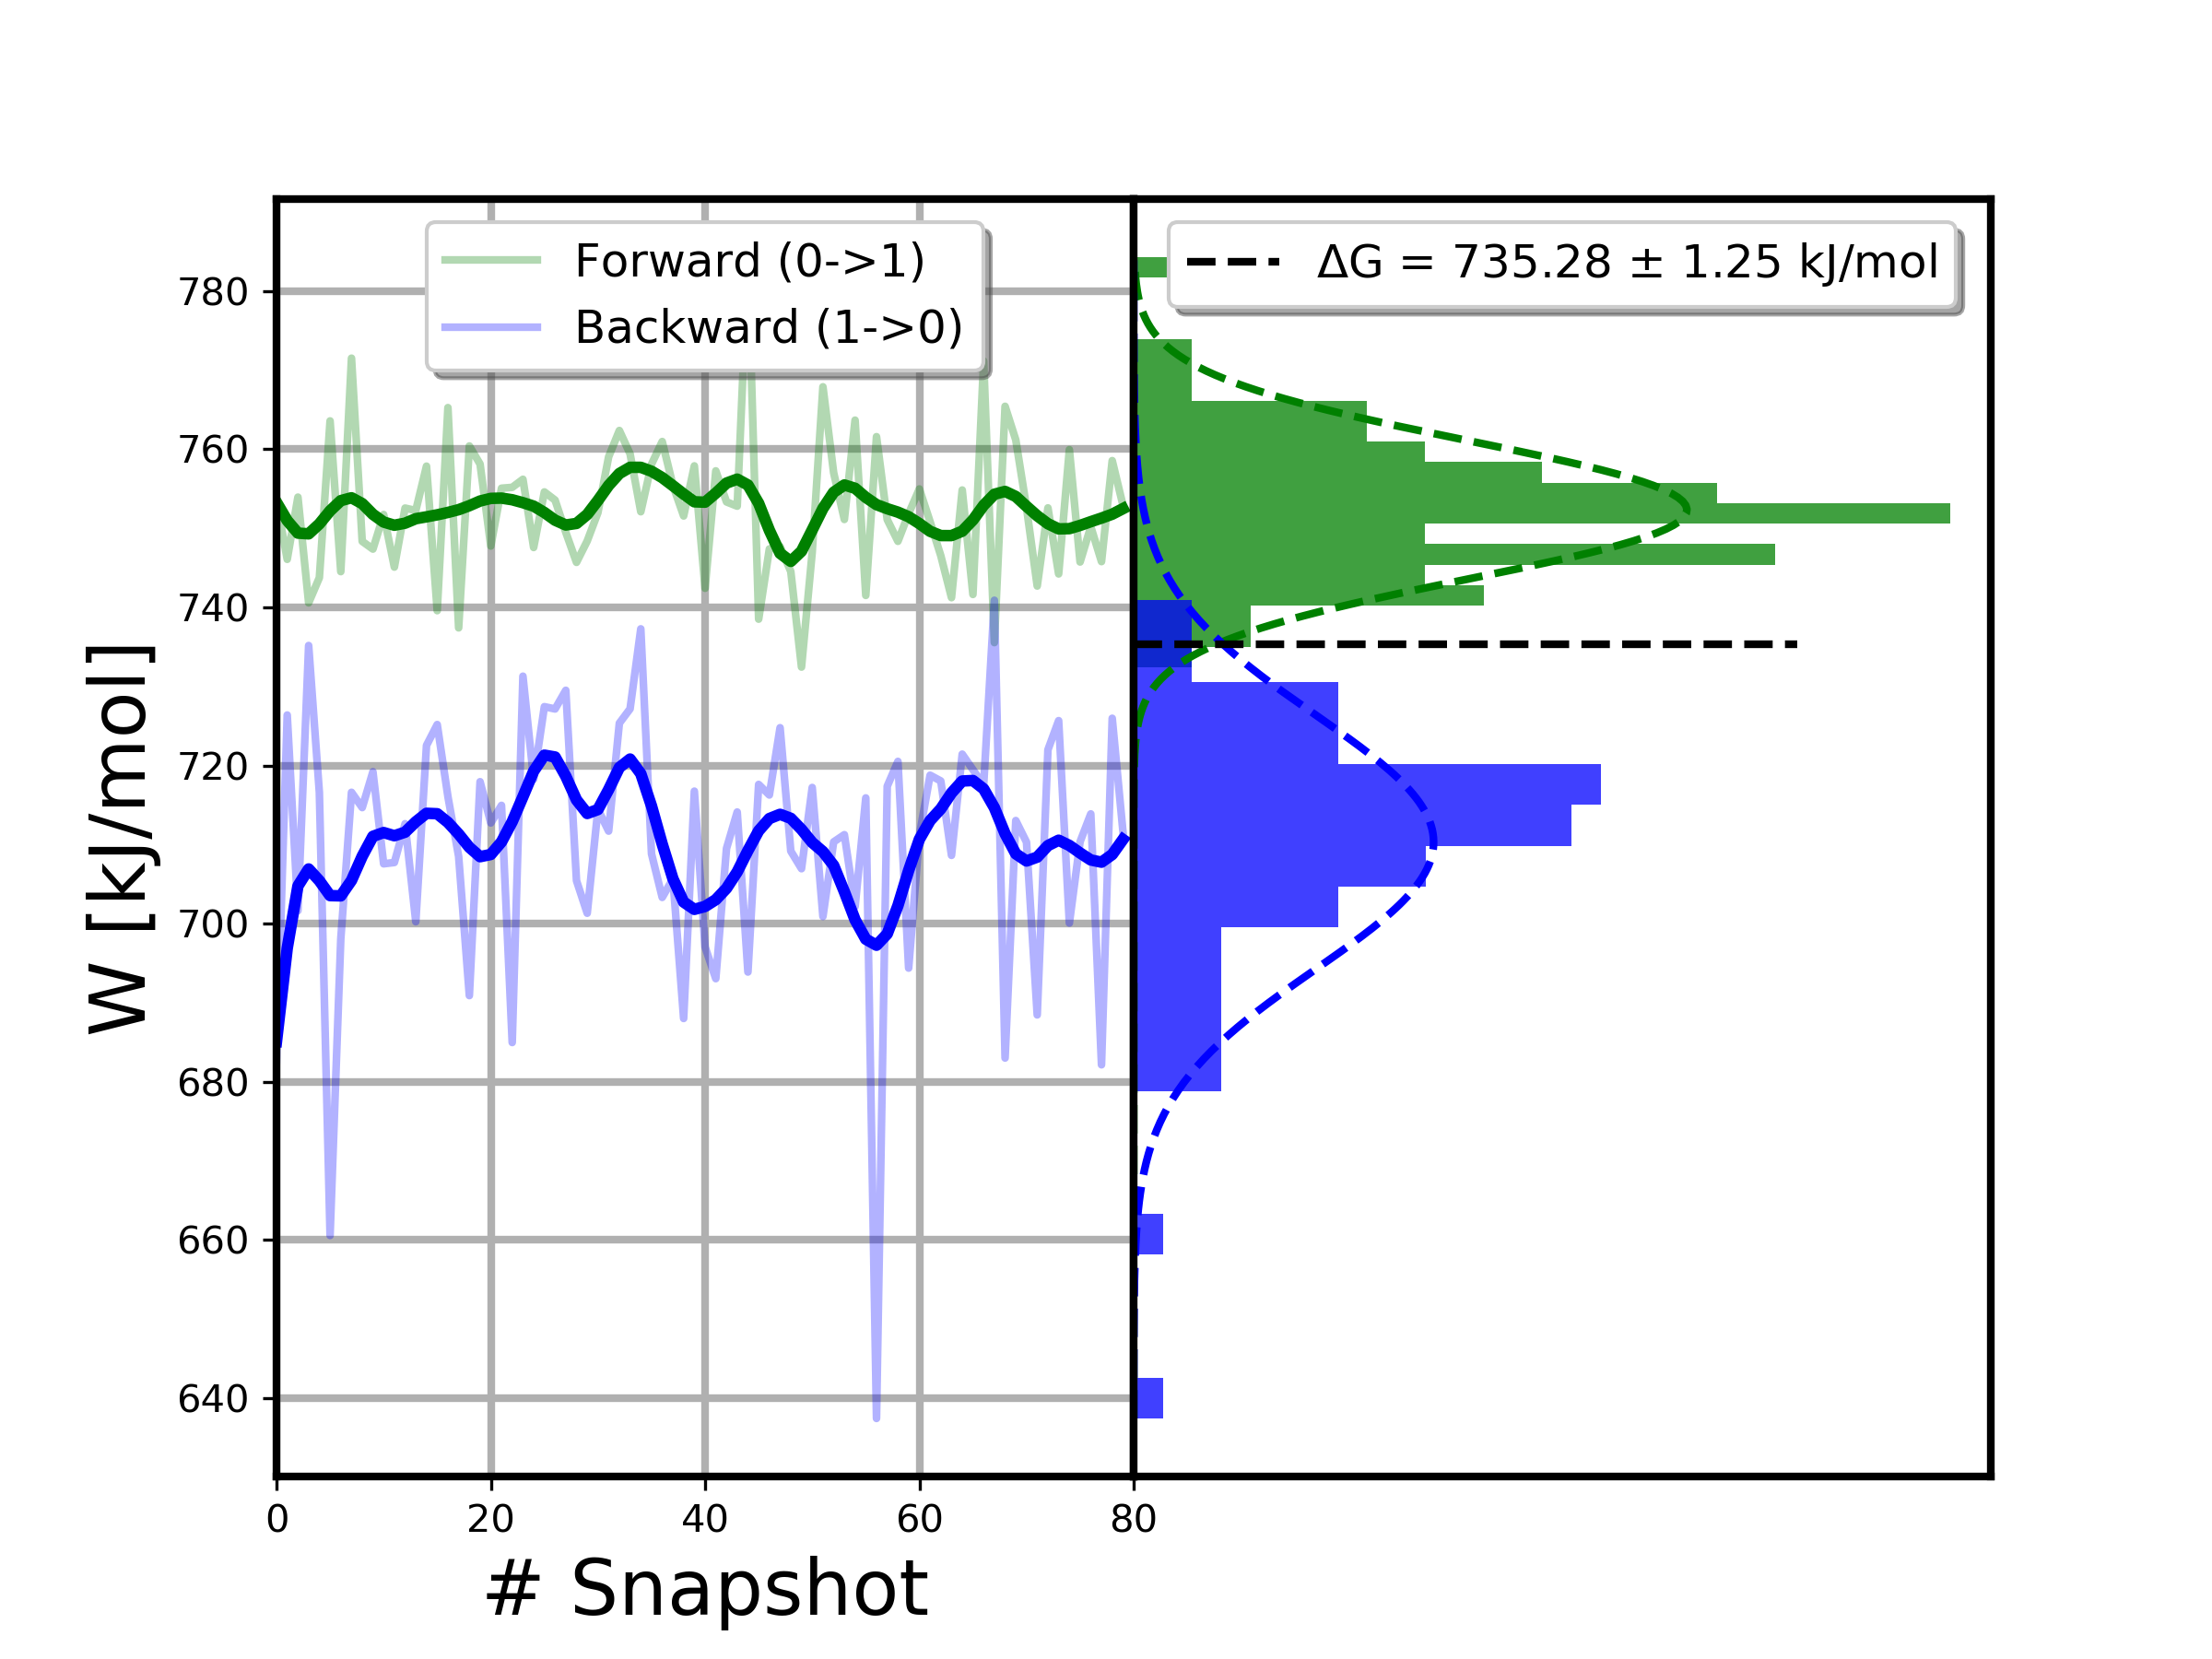 Forward (0->1)
Backward (1->0)
ΔG = 735.28 ± 1.25 kJ/mol
W [kJ/mol]
780
760
740
720
700
680
660
640
0 20 40 60 80
# Snapshot